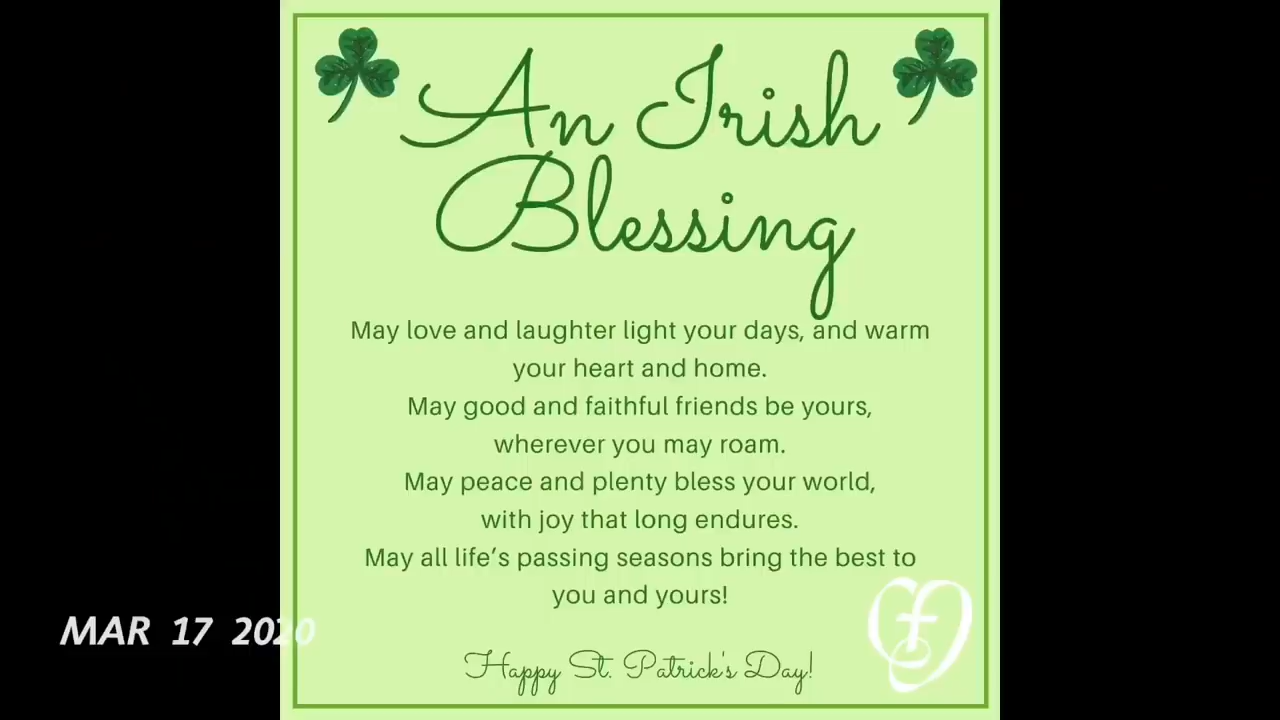 An Irish
Blessing
May love and laughter light your days, and warm
your heart and home.
May good and faithful friends be yours,
wherever you may roam.
May peace and plenty bless your world,
with joy that long endures.
May all life’s passing seasons bring the best to
you and yours!
MAR 17 2020
Happy St. Patrick's Day!